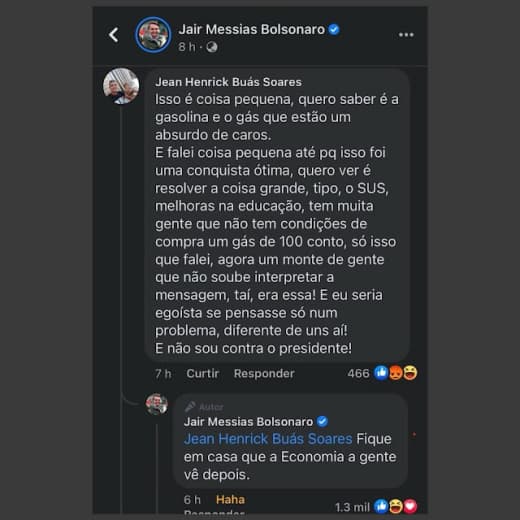 Jair Messias Bolsonaro
8 h ·
Jean Henrick Buás Soares
Isso é coisa pequena, quero saber é a
gasolina e o gás que estão um
absurdo de caros.
E falei coisa pequena até pq isso foi
uma conquista ótima, quero ver é
resolver a coisa grande, tipo, o SUS,
melhoras na educação, tem muita
gente que não tem condições de
compra um gás de 100 conto, só isso
que falei, agora um monte de gente
que não soube interpretar a
mensagem, taí, era essa! E eu seria
egoísta se pensasse só num
problema, diferente de uns aí!
E não sou contra o presidente!
7 h Curtir Responder 466
Autor
Jair Messias Bolsonaro
Jean Henrick Buás Soares Fique
em casa que a Economia a gente
vê depois.
6 h Haha 1.3 mil
Responder